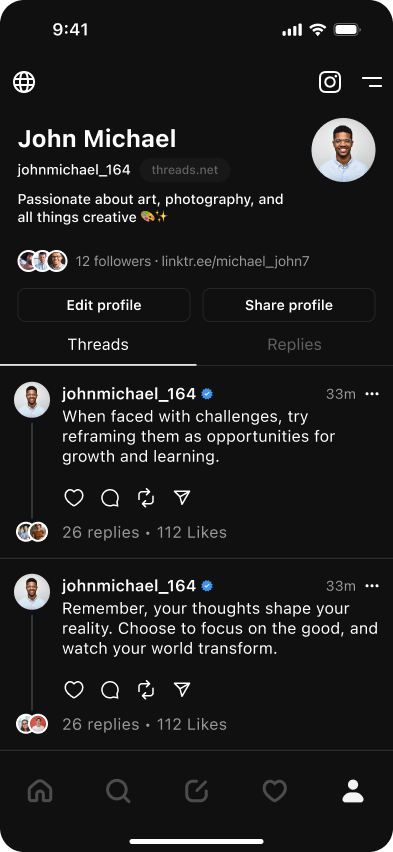 9:41
John Michael
johnmichael_164 threads.net
Passionate about art, photography, and
all things creative 🎨✨
12 followers · linktr.ee/michael_john7
Edit profile
Share profile
Threads
Replies
johnmichael_164 33m
When faced with challenges, try
reframing them as opportunities for
growth and learning.
26 replies • 112 Likes
johnmichael_164 33m
Remember, your thoughts shape your
reality. Choose to focus on the good, and
watch your world transform.
26 replies • 112 Likes